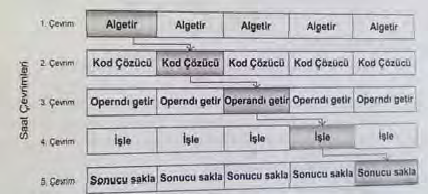 1. Çevrim Algetir Algetir Algetir Algetir Algetir
2. Çevrim Kod Çözücü Kod Çözücü Kod Çözücü Kod Çözücü Kod Çözücü
3. Çevrim Operndı getir Operndı getir Operandı getir Operndı getir Operndı getir
4. Çevrim İşle İşle İşle İşle İşle
5. Çevrim Sonucu sakla Sonucu sakla Sonucu sakla Sonucu sakla Sonucu sakla
Saat Çevrimleri